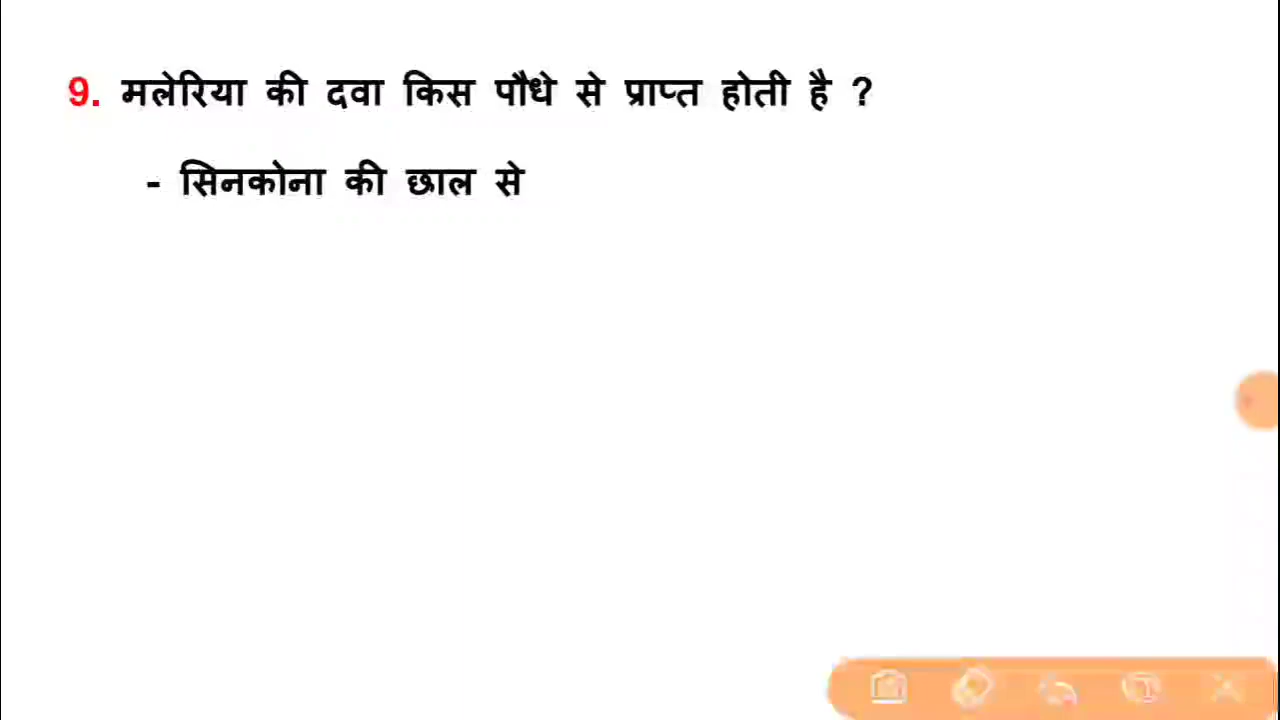 9. मलेरिया की दवा किस पौधे से प्राप्त होती है ?
- सिनकोना की छाल से